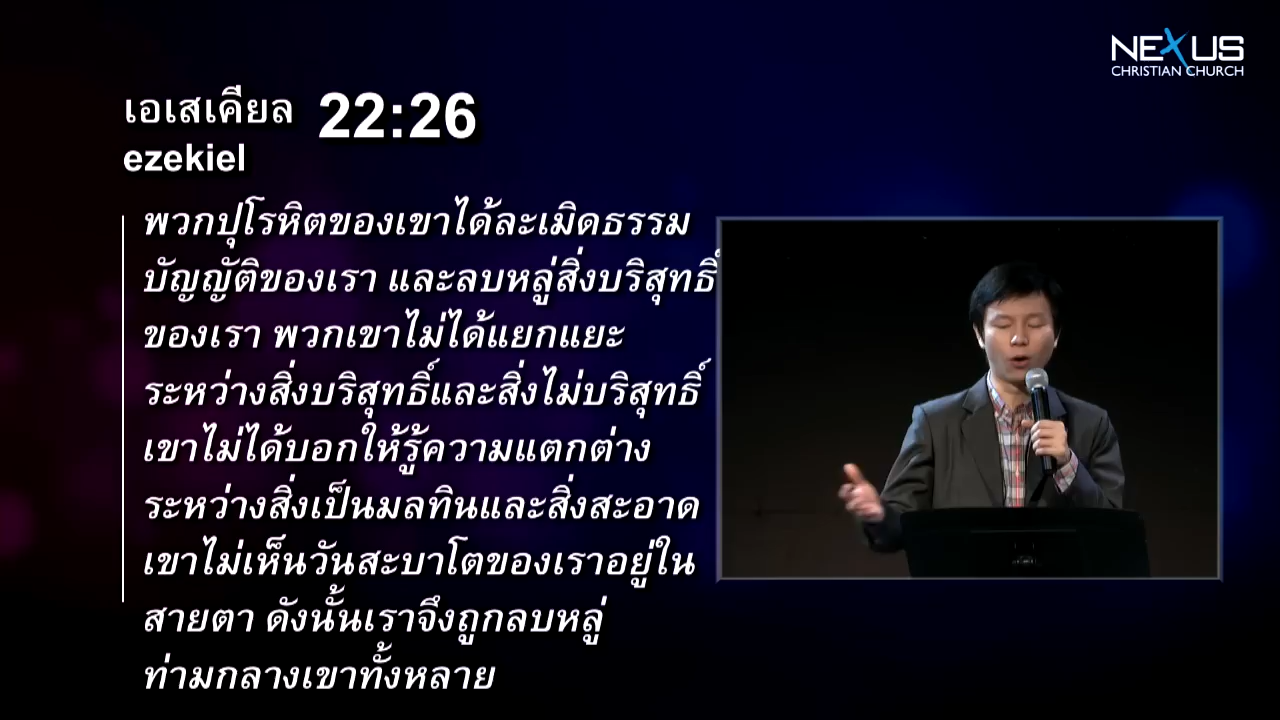 NEXUS
CHRISTIAN CHURCH
เอเสเคียล 22:26
ezekiel
พวกปุโรหิตของเขาได้ละเมิดธรรม
บัญญัติของเรา และลบหลู่สิ่งบริสุทธิ์
ของเรา พวกเขาไม่ได้แยกแยะ
ระหว่างสิ่งบริสุทธิ์และสิ่งไม่บริสุทธิ์
เขาไม่ได้บอกให้รู้ความแตกต่าง
ระหว่างสิ่งเป็นมลทินและสิ่งสะอาด
เขาไม่เห็นวันสะบาโตของเราอยู่ใน
สายตา ดังนั้นเราจึงถูกลบหลู่
ท่ามกลางเขาทั้งหลาย